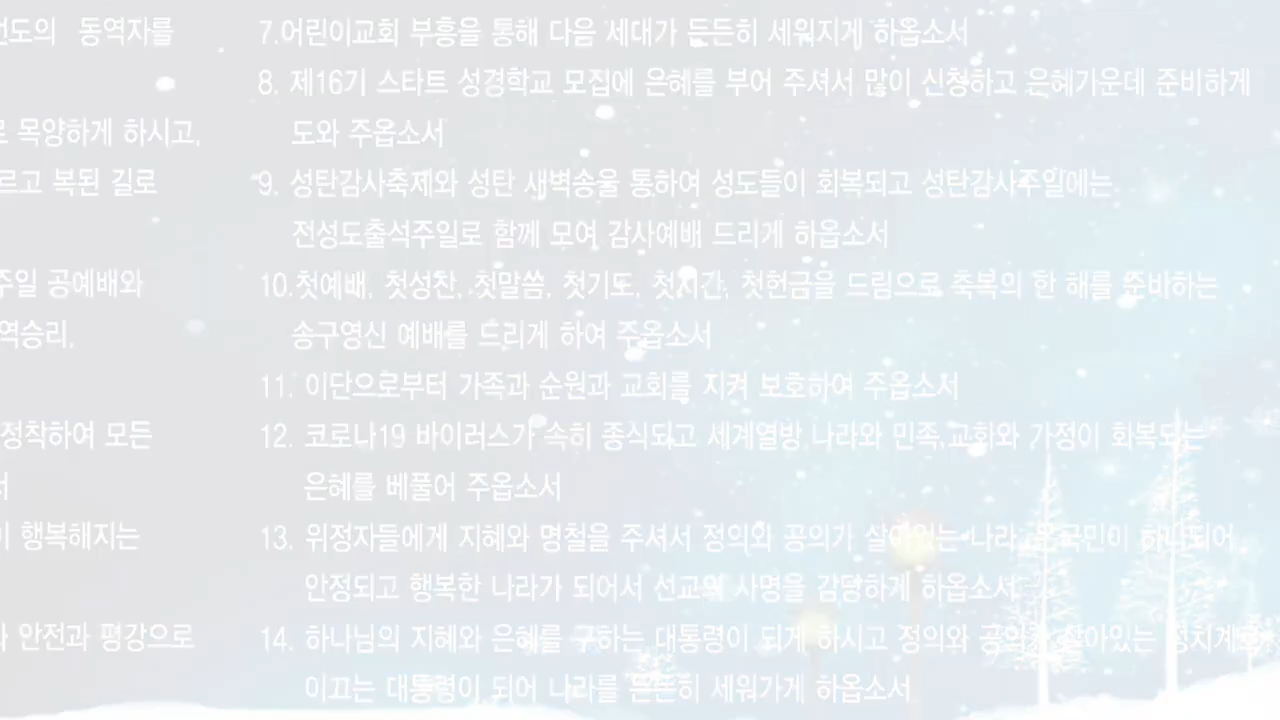 전도의 동역자를
목양하게 하시고,
르고 복된 길로
주일 공예배와
역승리,
정착하여 모든
서
행복해지는
안전과 평강으로
7.어린이교회 부흥을 통해 다음 세대가 든든히 세워지게 하옵소서
8. 제16기 스타트 성경학교 모집에 은혜를 부어 주셔서 많이 신청하고 은혜가운데 준비하게
도와 주옵소서
9. 성탄감사축제와 성탄 새벽송을 통하여 성도들이 회복되고 성탄감사주일에는
전성도출석주일로 함께 모여 감사예배 드리게 하옵소서
10.첫예배, 첫성찬, 첫말씀, 첫기도, 첫시간, 첫헌금을 드림으로 축복의 한 해를 준비하는
송구영신 예배를 드리게 하여 주옵소서
11. 이단으로부터 가족과 순원과 교회를 지켜 보호하여 주옵소서
12. 코로나19 바이러스가 속히 종식되고 세계열방 나라와 민족,교회와 가정이 회복되는
은혜를 베풀어 주옵소서
13. 위정자들에게 지혜와 명철을 주셔서 정의와 공의가 살아있는 나라, 온국민이 하나되어
안정되고 행복한 나라가 되어서 선교의 사명을 감당하게 하옵소서
14. 하나님의 지혜와 은혜를 구하는 대통령이 되게 하시고 정의와 공의가 살아있는 정치계로
이끄는 대통령이 되어 나라를 든든히 세워가게 하옵소서